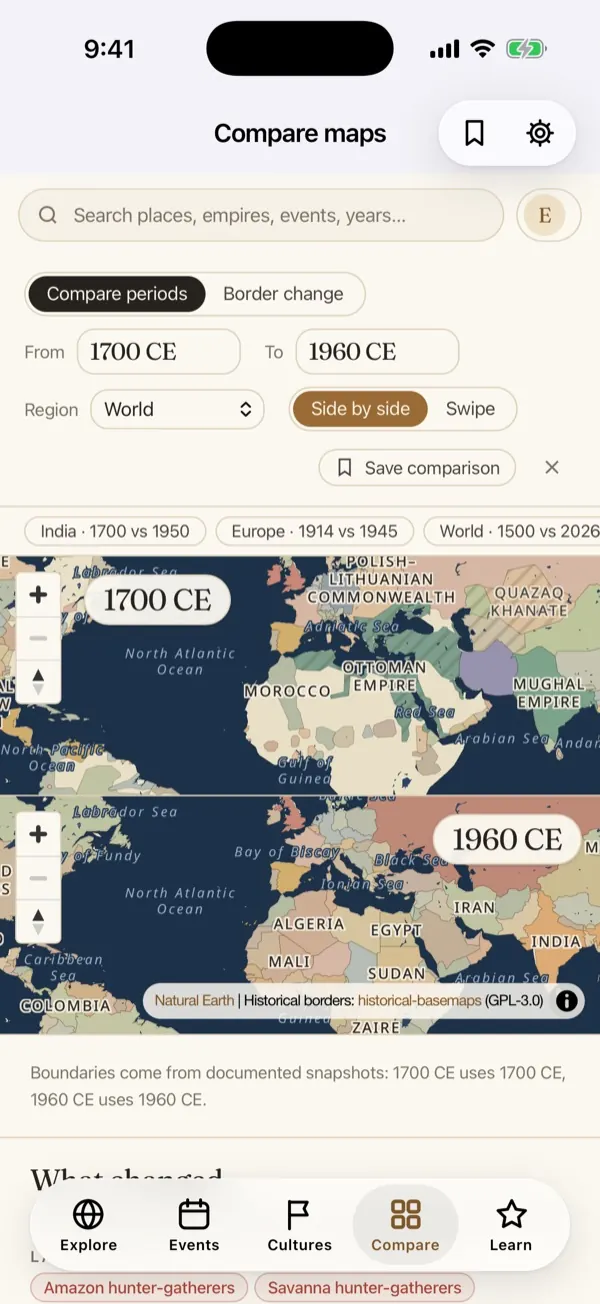 9:41
Compare maps
Search places, empires, events, years...
E
Compare periods
Border change
From
1700 CE
To
1960 CE
Region
World
Side by side
Swipe
Save comparison
India · 1700 vs 1950
Europe · 1914 vs 1945
World · 1500 vs 2026
Labrador Sea
1700 CE
POLISH–
LITHUANIAN
COMMONWEALTH
QUAZAQ
KHANATE
Adriatic Sea
North Atlantic
Ocean
MOROCCO
OTTOMAN
EMPIRE
MUGHAL
EMPIRE
Red Sea
Arabian Sea
Andan
North Pacific
Ocean
Gulf of
Guinea
Labrador Sea
1960 CE
y of Fundy
Bay of Biscay
Black Sea
North Atlantic
Ocean
Ionian Sea
ALGERIA
EGYPT
IRAN
INDIA
MALI
SUDAN
Caribbean
Sea
Arabian Sea
COLOMBIA
Natural Earth | Historical borders: historical-basemaps (GPL-3.0)
Guinea
ZAIRE
Boundaries come from documented snapshots: 1700 CE uses 1700 CE,
1960 CE uses 1960 CE.
What changed
Explore
Events
Cultures
Compare
Learn
Amazon hunter-gatherers
Savanna hunter-gatherers